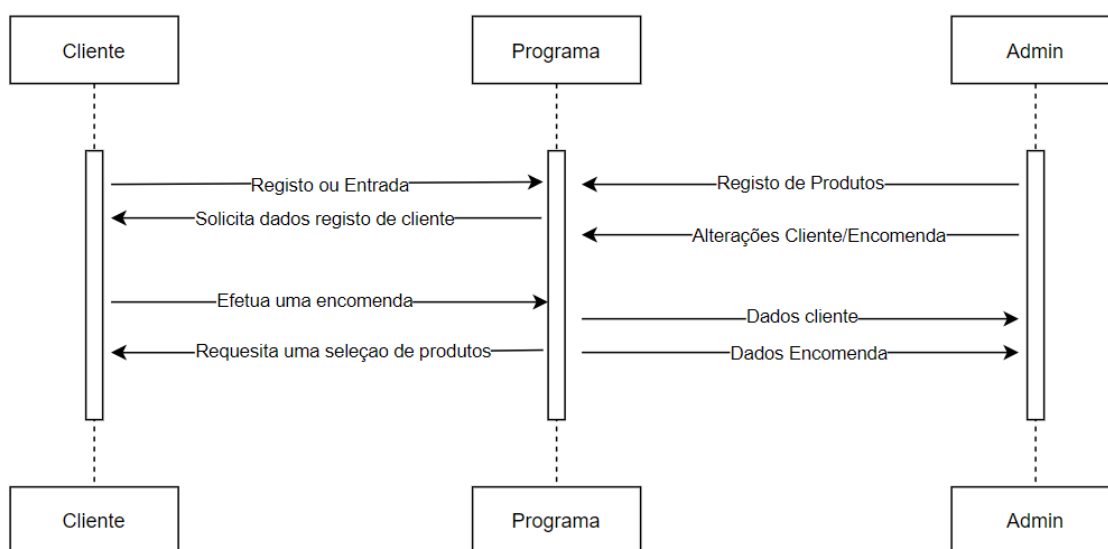 Cliente
Programa
Admin
Registo ou Entrada
Registo de Produtos
Solicita dados registo de cliente
Alterações Cliente/Encomenda
Efetua uma encomenda
Dados cliente
Requesita uma seleçao de produtos
Dados Encomenda
Cliente
Programa
Admin